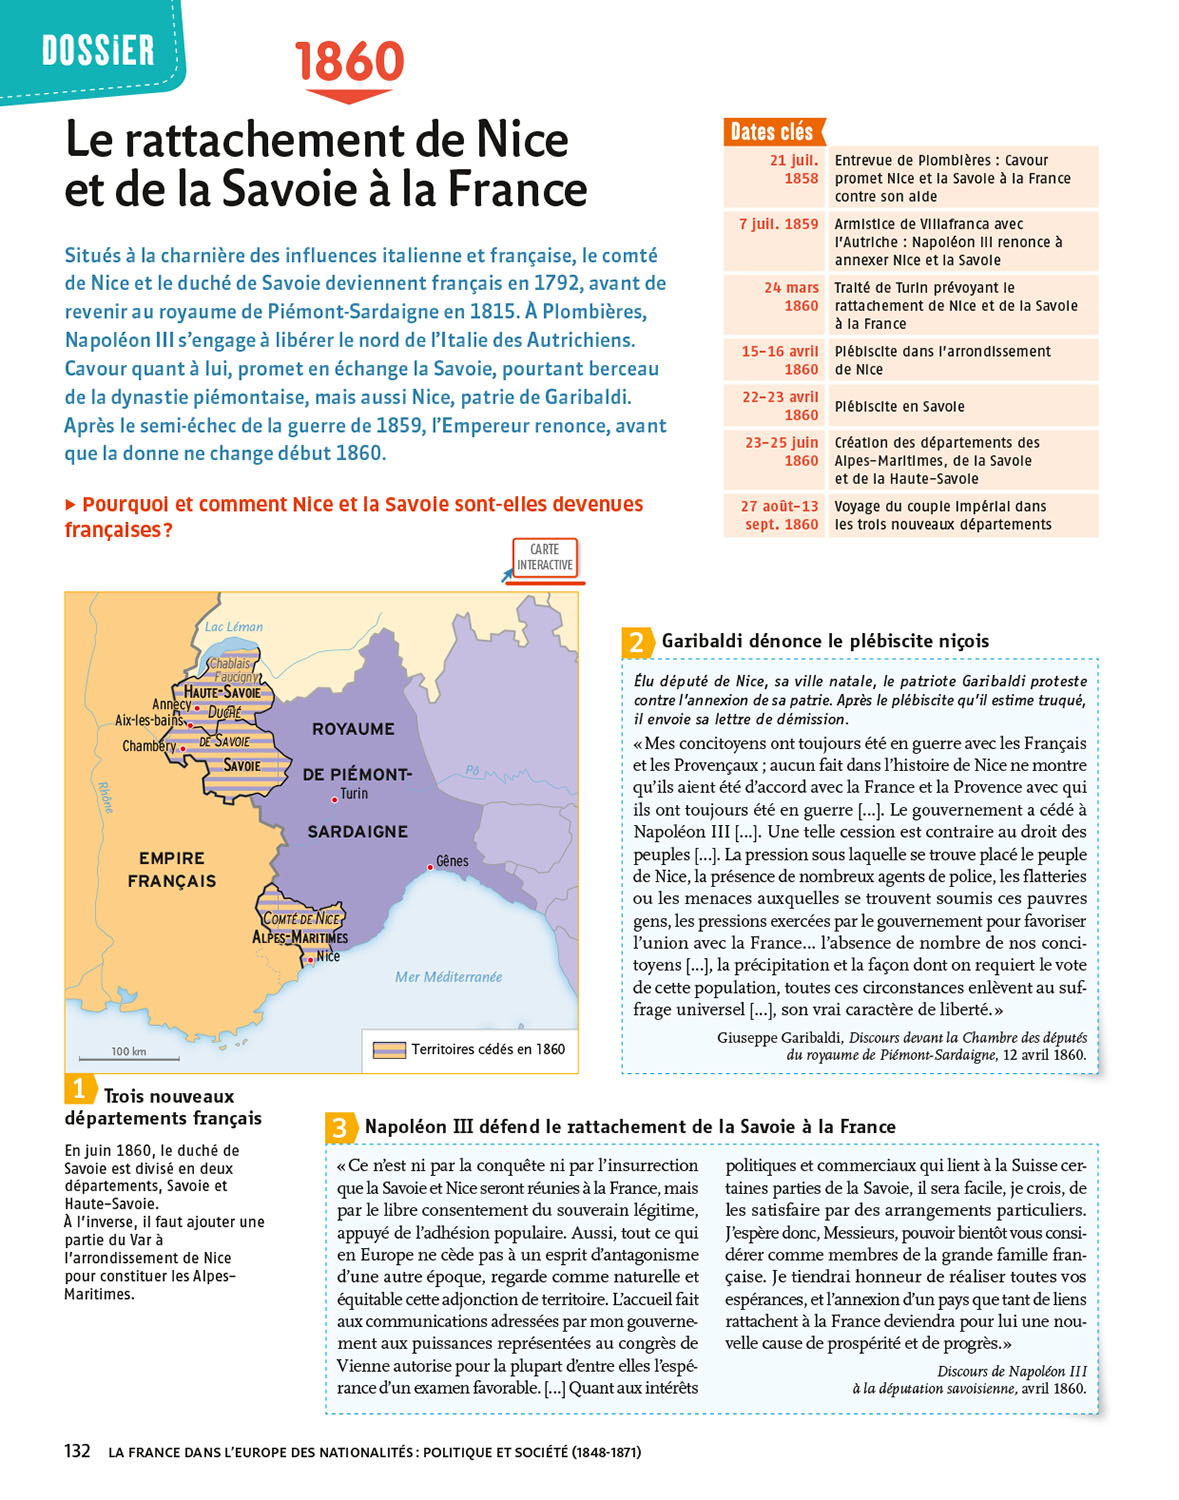 DOSSIER
1860
Le rattachement de Nice
et de la Savoie à la France
Situés à la charnière des influences italienne et française, le comté
de Nice et le duché de Savoie deviennent français en 1792, avant de
revenir au royaume de Piémont-Sardaigne en 1815. À Plombières,
Napoléon III s'engage à libérer le nord de l'Italie des Autrichiens.
Cavour quant à lui, promet en échange la Savoie, pourtant berceau
de la dynastie piémontaise, mais aussi Nice, patrie de Garibaldi.
Après le semi-échec de la guerre de 1859, l'Empereur renonce, avant
que la donne ne change début 1860.
▶ Pourquoi et comment Nice et la Savoie sont-elles devenues
françaises ?
Dates clés
21 juil.
1858
Entrevue de Plombières : Cavour
promet Nice et la Savoie à la France
contre son aide
7 juil. 1859
Armistice de Villafranca avec
l'Autriche : Napoléon III renonce à
annexer Nice et la Savoie
24 mars
1860
Traité de Turin prévoyant le
rattachement de Nice et de la Savoie
à la France
15-16 avril
1860
Plébiscite dans l'arrondissement
de Nice
22-23 avril
1860
Plébiscite en Savoie
23-25 juin
1860
Création des départements des
Alpes-Maritimes, de la Savoie
et de la Haute-Savoie
27 août-13
sept. 1860
Voyage du couple impérial dans
les trois nouveaux départements
CARTE
INTERACTIVE
Lac Léman
Chablais
Faucigny
HAUTE-SAVOIE
Annecy
DUCHÉ
Aix-les-bains
DE SAVOIE
Chambéry
SAVOIE
ROYAUME
DE PIÉMONT-
SARDAIGNE
Turin
Pô
Rhône
Gênes
EMPIRE
FRANÇAIS
COMTÉ DE NICE
ALPES-MARITIMES
Nice
Mer Méditerranée
100 km
Territoires cédés en 1860
1 Trois nouveaux
départements français
En juin 1860, le duché de
Savoie est divisé en deux
départements, Savoie et
Haute-Savoie.
À l'inverse, il faut ajouter une
partie du Var à
l'arrondissement de Nice
pour constituer les Alpes-
Maritimes.
2 Garibaldi dénonce le plébiscite niçois
Élu député de Nice, sa ville natale, le patriote Garibaldi proteste
contre l'annexion de sa patrie. Après le plébiscite qu'il estime truqué,
il envoie sa lettre de démission.
« Mes concitoyens ont toujours été en guerre avec les Français
et les Provençaux ; aucun fait dans l'histoire de Nice ne montre
qu'ils aient été d'accord avec la France et la Provence avec qui
ils ont toujours été en guerre [...]. Le gouvernement a cédé à
Napoléon III [...]. Une telle cession est contraire au droit des
peuples [...]. La pression sous laquelle se trouve placé le peuple
de Nice, la présence de nombreux agents de police, les flatteries
ou les menaces auxquelles se trouvent soumis ces pauvres
gens, les pressions exercées par le gouvernement pour favoriser
l'union avec la France... l'absence de nombre de nos conci-
toyens [...], la précipitation et la façon dont on requiert le vote
de cette population, toutes ces circonstances enlèvent au suf-
frage universel [...], son vrai caractère de liberté. »
Giuseppe Garibaldi, Discours devant la Chambre des députés
du royaume de Piémont-Sardaigne, 12 avril 1860.
3 Napoléon III défend le rattachement de la Savoie à la France
« Ce n'est ni par la conquête ni par l'insurrection
que la Savoie et Nice seront réunies à la France, mais
par le libre consentement du souverain légitime,
appuyé de l'adhésion populaire. Aussi, tout ce qui
en Europe ne cède pas à un esprit d'antagonisme
d'une autre époque, regarde comme naturelle et
équitable cette adjonction de territoire. L'accueil fait
aux communications adressées par mon gouverne-
ment aux puissances représentées au congrès de
Vienne autorise pour la plupart d'entre elles l'espé-
rance d'un examen favorable. [...] Quant aux intérêts
politiques et commerciaux qui lient à la Suisse cer-
taines parties de la Savoie, il sera facile, je crois, de
les satisfaire par des arrangements particuliers.
J'espère donc, Messieurs, pouvoir bientôt vous consi-
dérer comme membres de la grande famille fran-
çaise. Je tiendrai honneur de réaliser toutes vos
espérances, et l'annexion d'un pays que tant de liens
rattachent à la France deviendra pour lui une nou-
velle cause de prospérité et de progrès. »
Discours de Napoléon III
à la députation savoisienne, avril 1860.
132 LA FRANCE DANS L'EUROPE DES NATIONALITÉS : POLITIQUE ET SOCIÉTÉ (1848-1871)